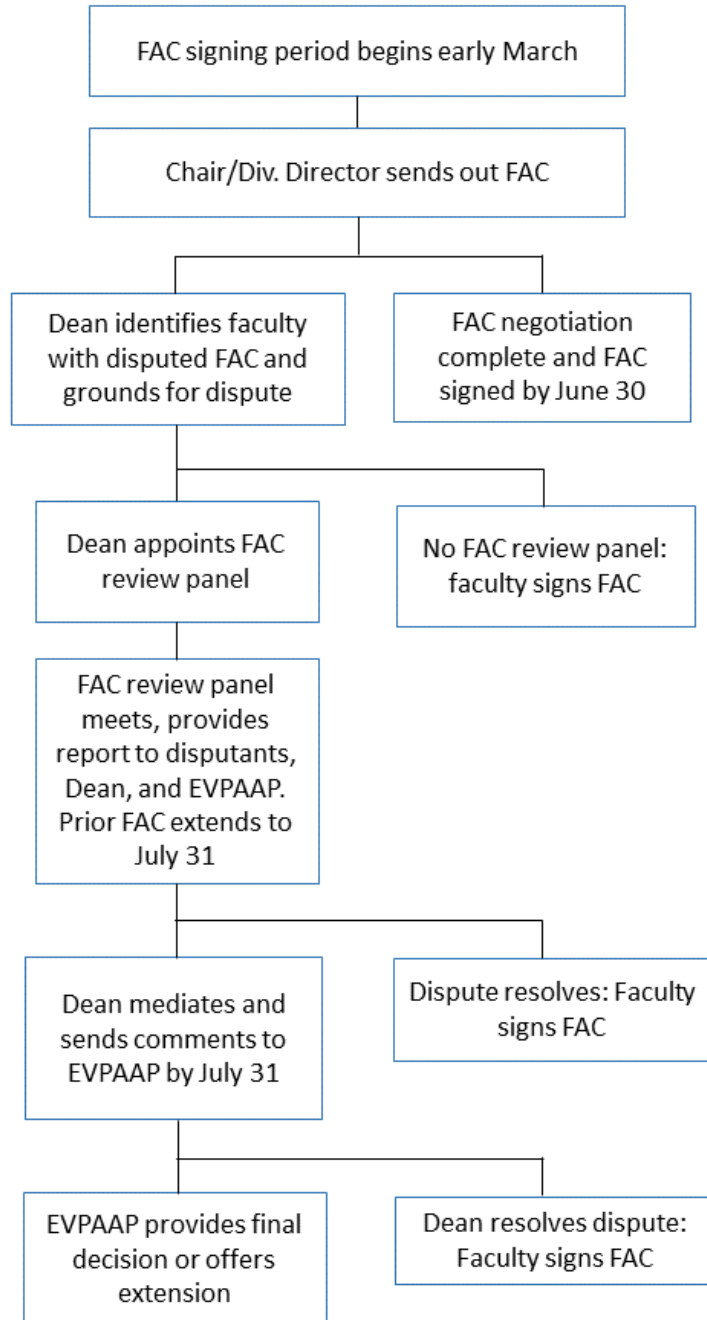 FAC signing period begins early March
Chair/Div. Director sends out FAC
Dean identifies faculty
with disputed FAC and
grounds for dispute
FAC negotiation
complete and FAC
signed by June 30
Dean appoints FAC
review panel
No FAC review panel:
faculty signs FAC
FAC review panel
meets, provides
report to disputants,
Dean, and EVPAAP.
Prior FAC extends to
July 31
Dean mediates and
sends comments to
EVPAAP by July 31
Dispute resolves: Faculty
signs FAC
EVPAAP provides final
decision or offers
extension
Dean resolves dispute:
Faculty signs FAC